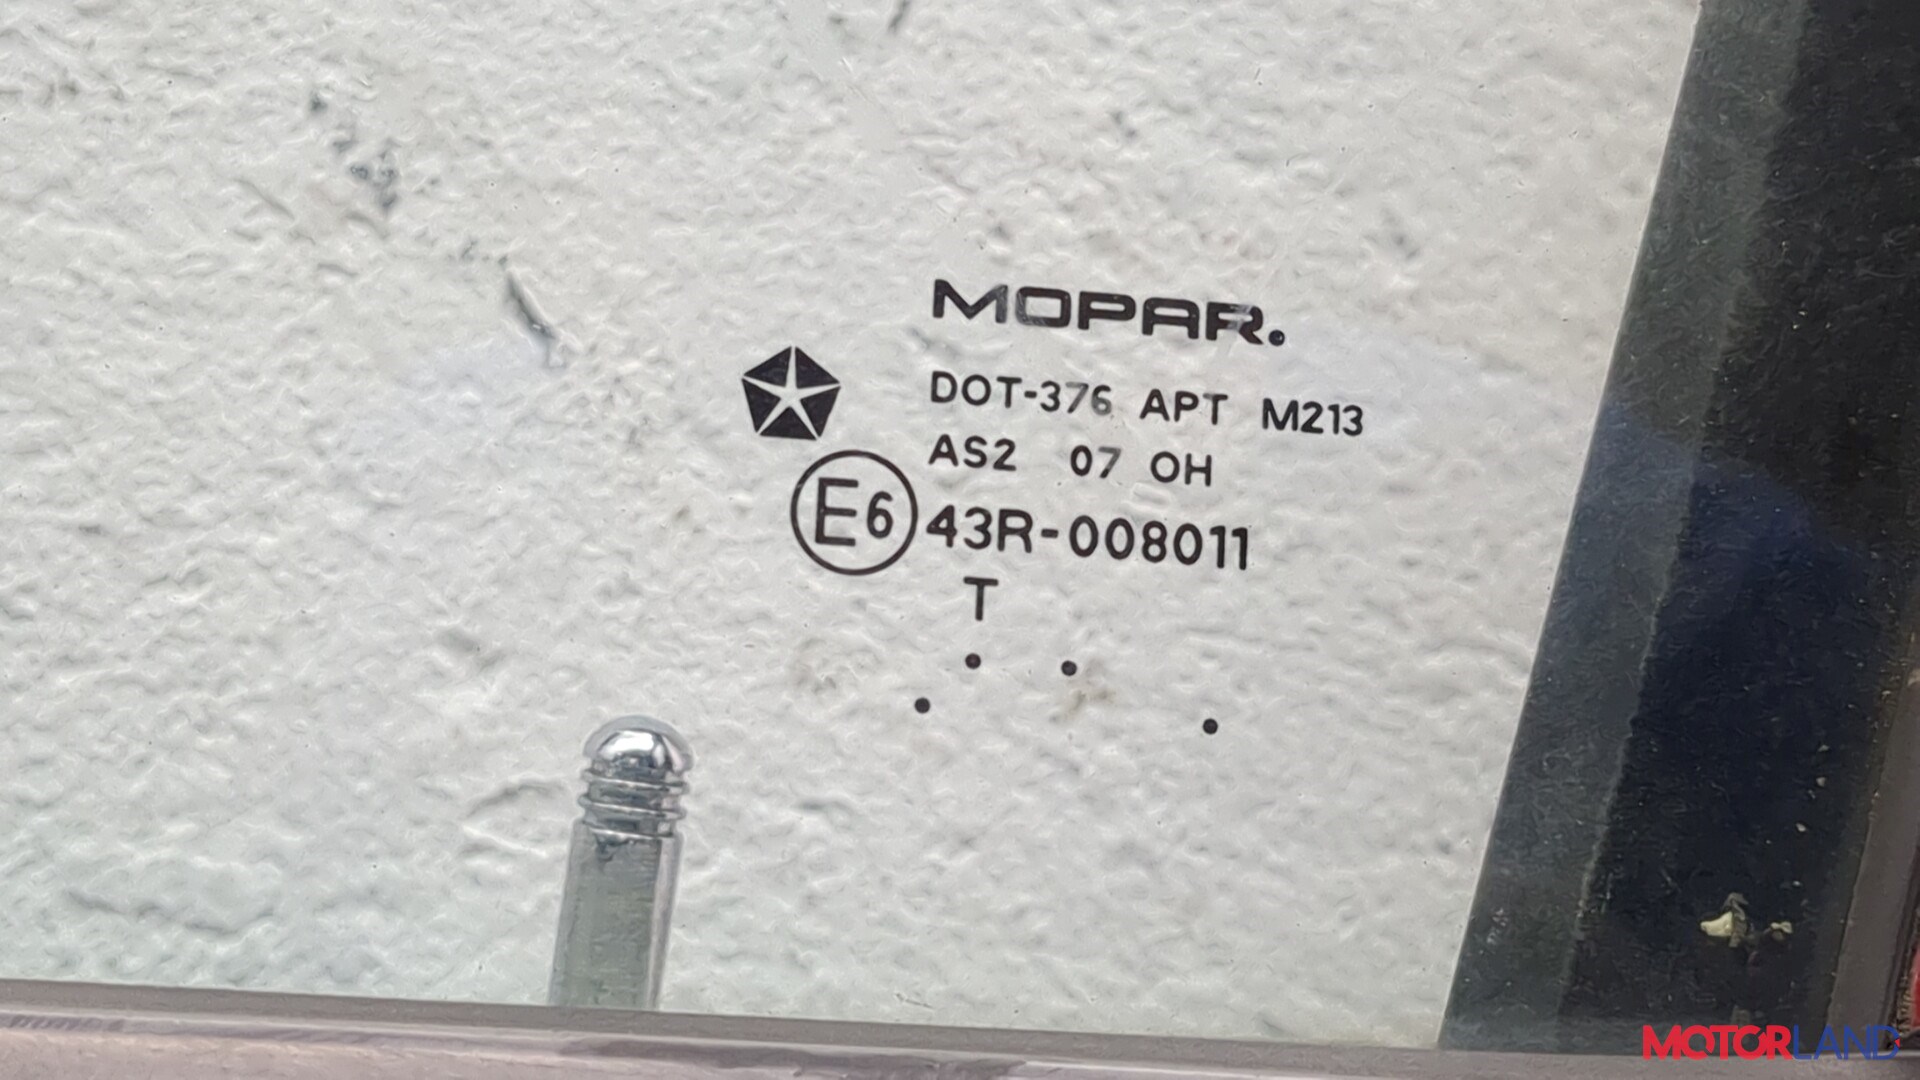 MOPAR.
DOT-376 APT M213
AS2 07 OH
E6 43R-008011
T
MOTORLAND